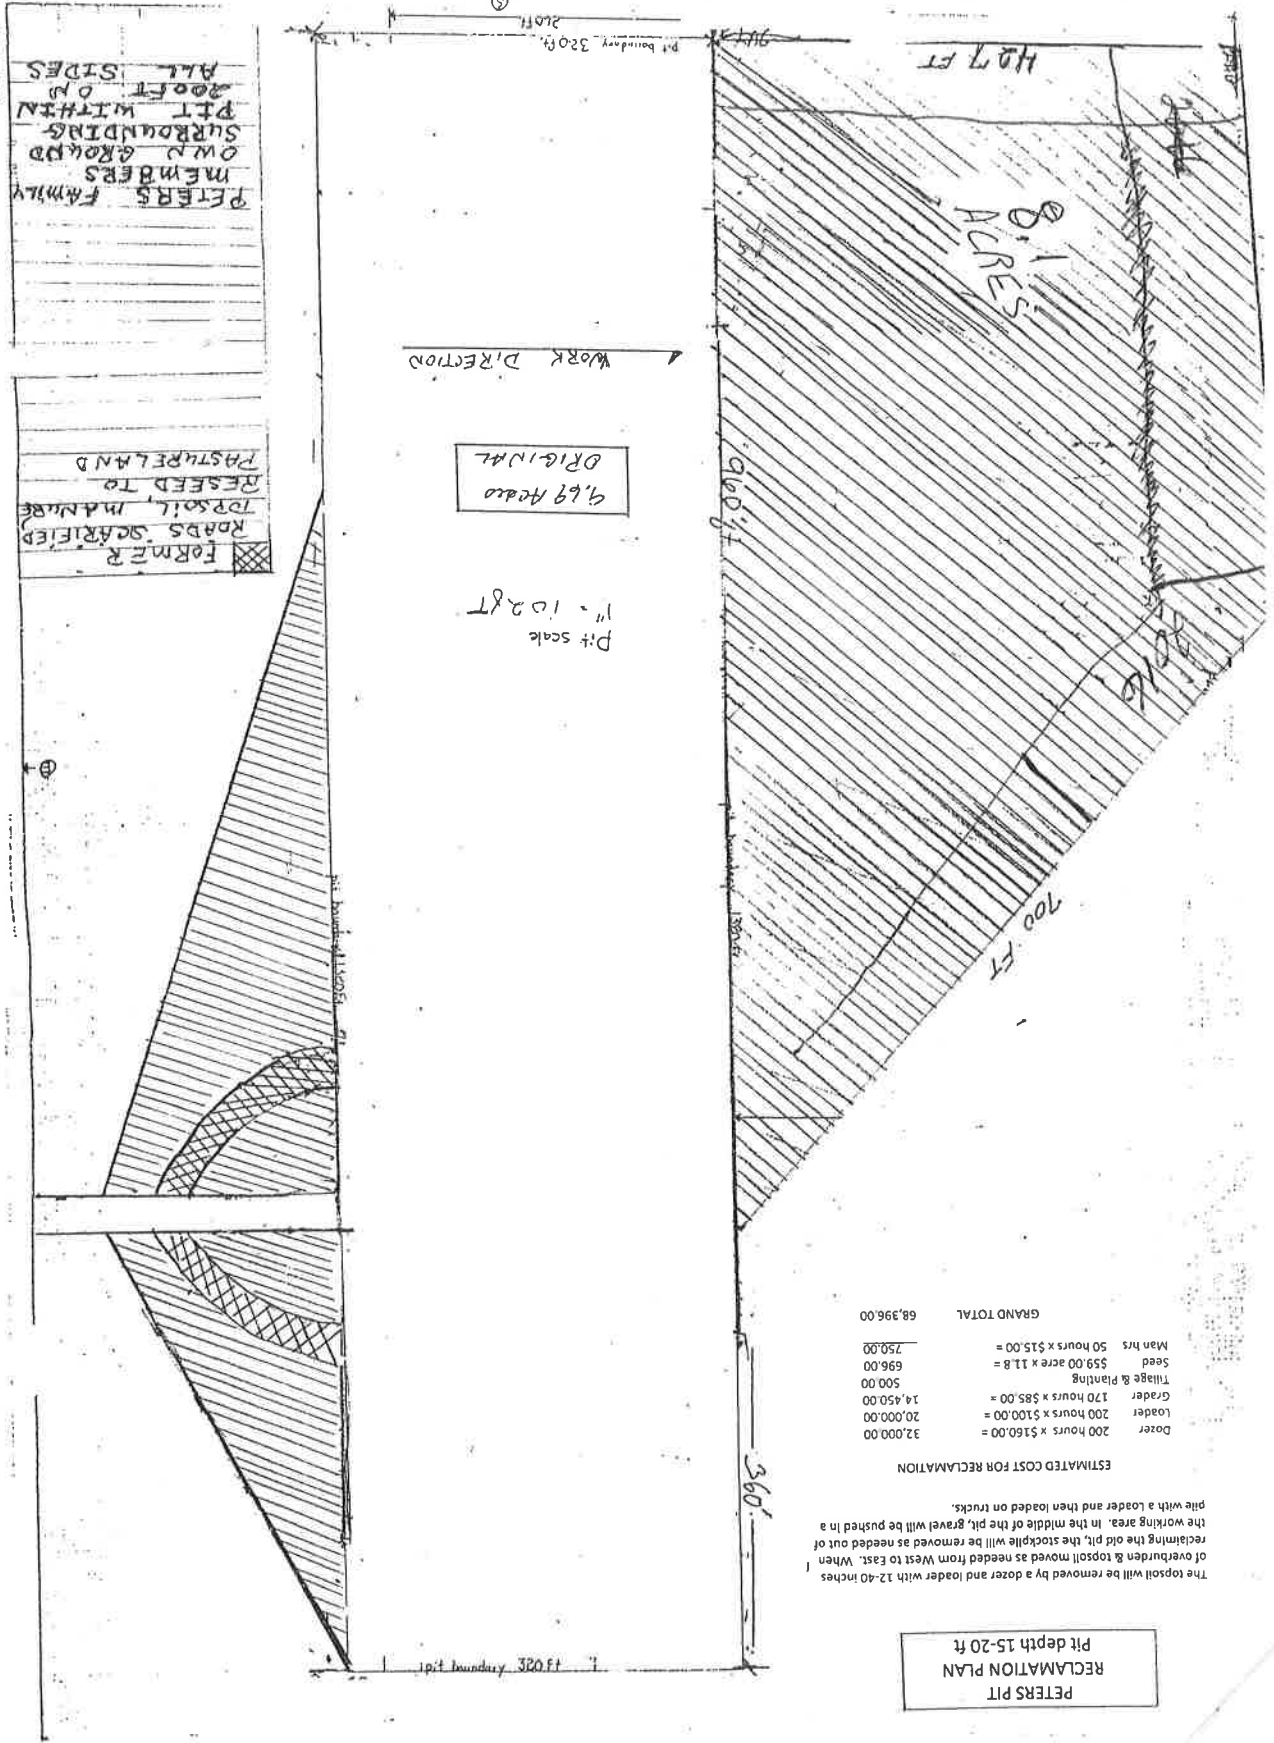 PETERS PIT
RECLAMATION PLAN
Pit depth 15-20 ft
The topsoil will be removed by a dozer and loader with 12-40 inches
of overburden & topsoil moved as needed from West to East. When
reclaiming the old pit, the stockpile will be removed as needed out of
the working area. In the middle of the pit, gravel will be pushed in a
pile with a Loader and then loaded on trucks.
ESTIMATED COST FOR RECLAMATION
Dozer 200 hours x $160.00 = 32,000.00
Loader 200 hours x $100.00 = 20,000.00
Grader 170 hours x $85.00 = 14,450.00
Tillage & Planting 500.00
Seed $59.00 acre x 11.8 = 696.00
Man hrs 50 hours x $15.00 = 750.00
GRAND TOTAL 68,396.00
pit boundary 320 ft
360'
700 FT
2016
pit boundary
960'±
Pit scale
1" = 102 ft
9.69 Acres
ORIGINAL
WORK DIRECTION
8.1
ACRES
427 FT
pit boundary 320 ft.
260 ft
FORMER
ROADS SCARIFIED
TOPSOIL, MANURE
RESEED TO
PASTURELAND
PETERS FAMILY
MEMBERS
OWN GROUND
SURROUNDING
PIT WITHIN
200FT ON
ALL SIDES